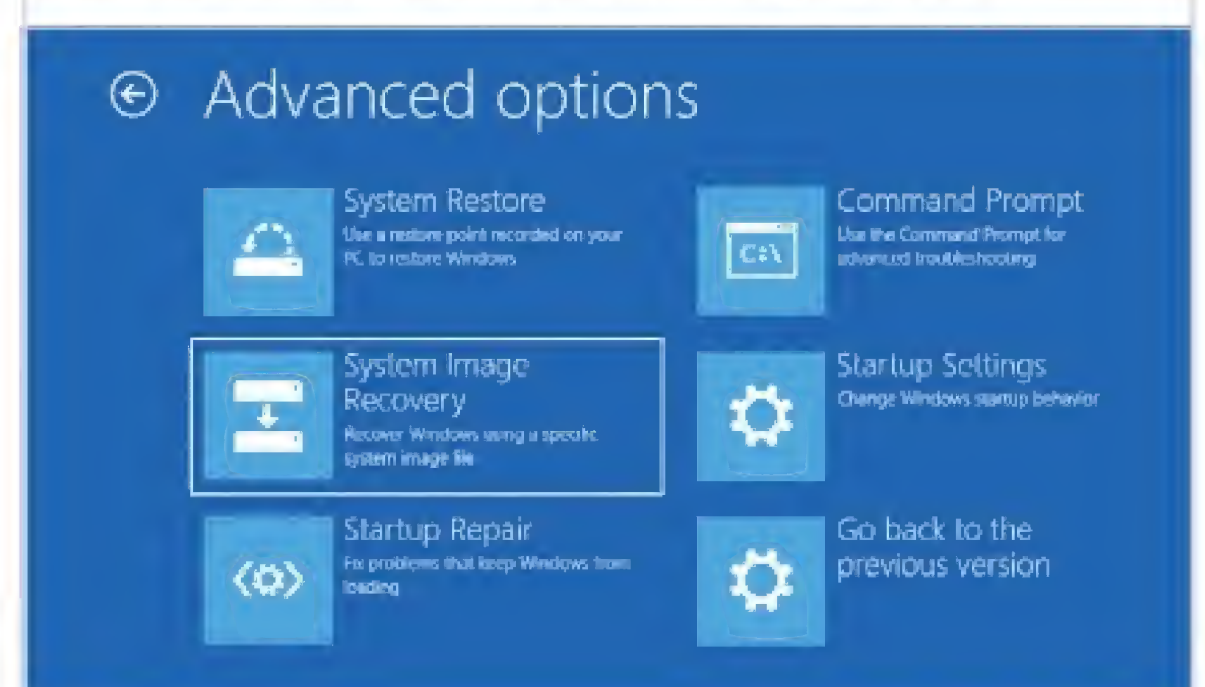 Advanced options
System Restore
Use a restore point recorded on your
PC to restore Windows
Command Prompt
Use the Command Prompt for
advanced troubleshooting
C:\
System Image
Recovery
Recover Windows using a specific
system image file
Startup Settings
Change Windows startup behavior
Startup Repair
Fix problems that keep Windows from
loading
Go back to the
previous version